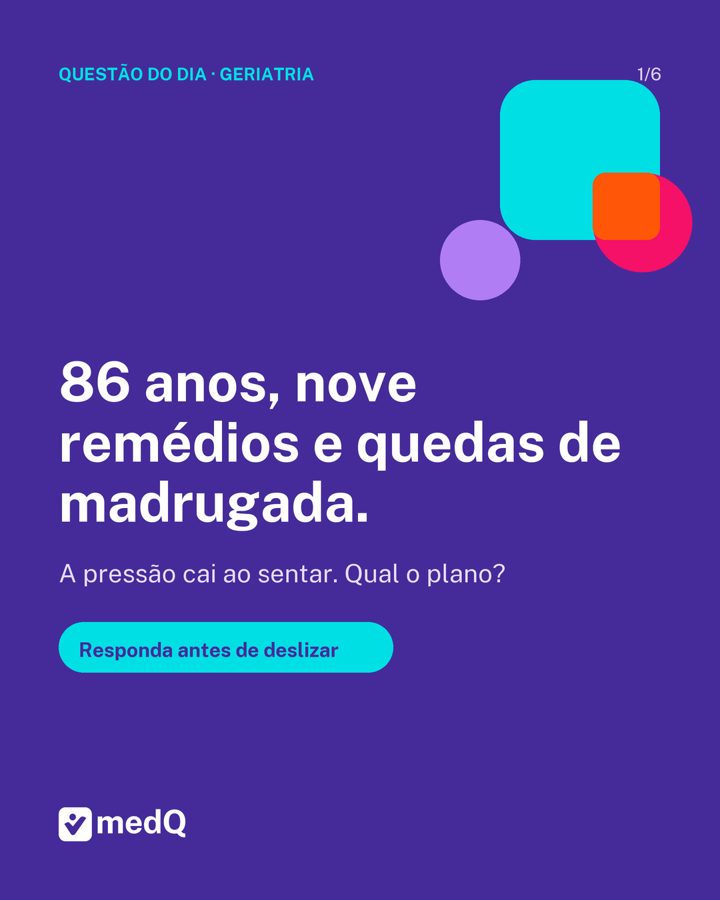 QUESTÃO DO DIA · GERIATRIA
1/6
86 anos, nove
remédios e quedas de
madrugada.
A pressão cai ao sentar. Qual o plano?
Responda antes de deslizar
medQ